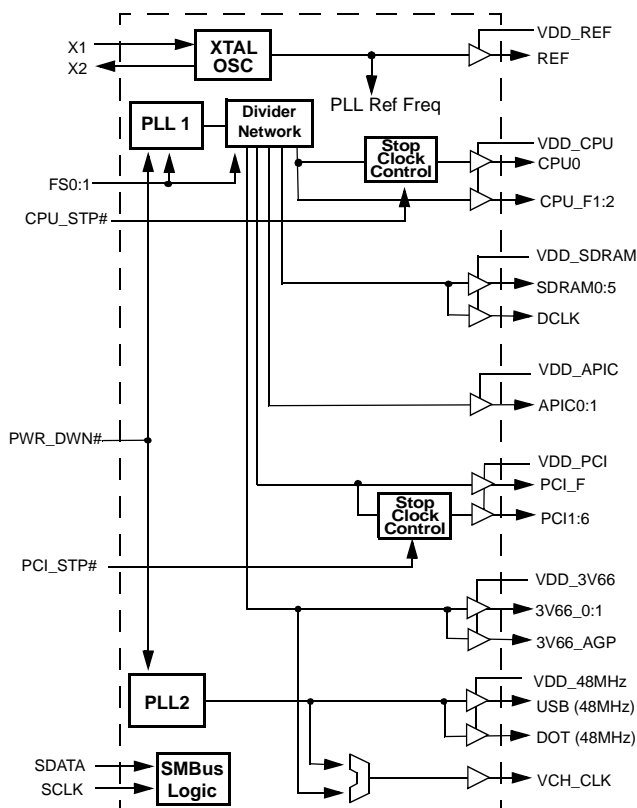 X1
XTAL
OSC
VDD_REF
X2
REF
PLL Ref Freq
PLL 1
Divider
Network
Stop
Clock
Control
VDD_CPU
CPU0
FS0:1
CPU_F1:2
CPU_STP#
VDD_SDRAM
SDRAM0:5
DCLK
VDD_APIC
APIC0:1
PWR_DWN#
VDD_PCI
PCI_F
Stop
Clock
Control
PCI1:6
PCI_STP#
VDD_3V66
3V66_0:1
3V66_AGP
PLL2
VDD_48MHz
USB (48MHz)
DOT (48MHz)
SDATA
SCLK
SMBus
Logic
VCH_CLK